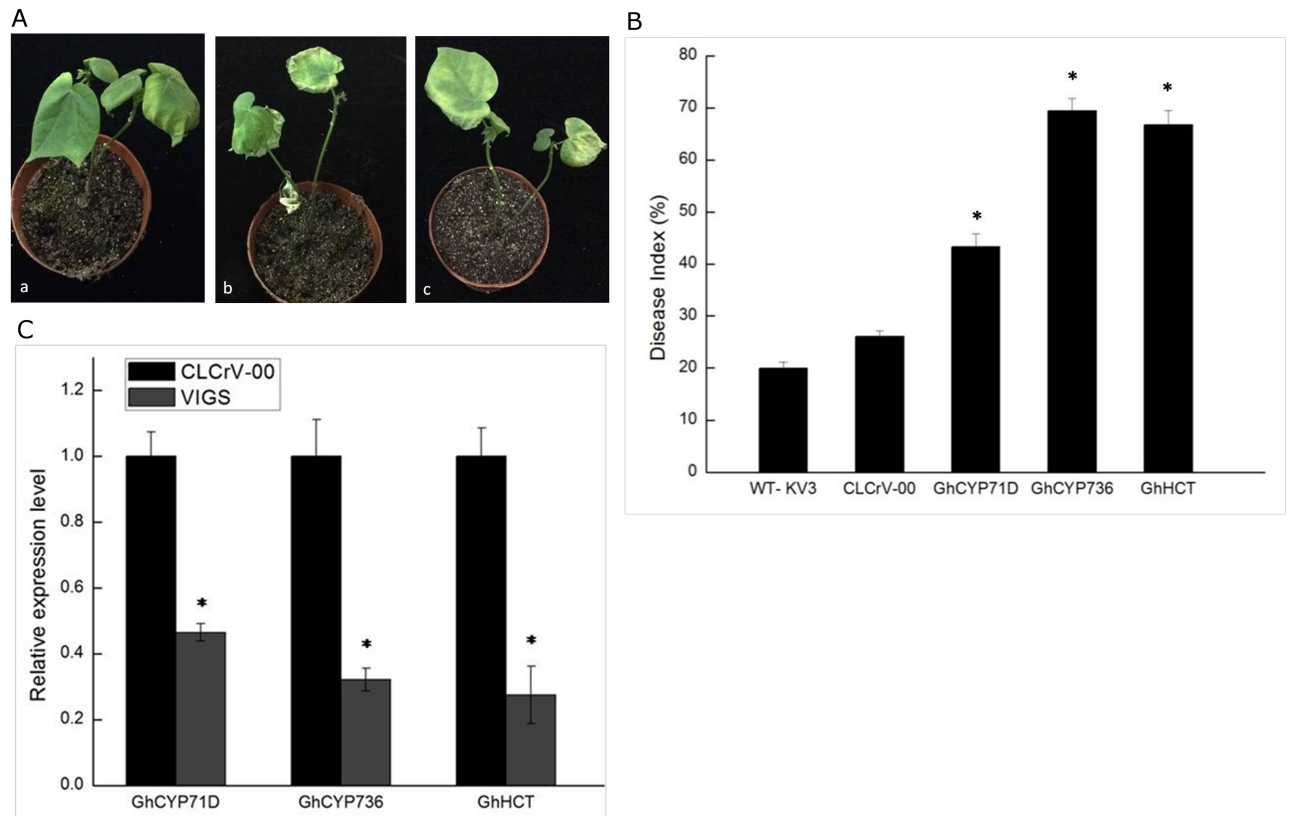 A
a
b
c
B
Disease Index (%)
80
70
60
50
40
30
20
10
0
*
*
*
WT- KV3 CLCrV-00 GhCYP71D GhCYP736 GhHCT
C
CLCrV-00
VIGS
Relative expression level
1.2
1.0
0.8
0.6
0.4
0.2
0.0
*
*
*
GhCYP71D GhCYP736 GhHCT